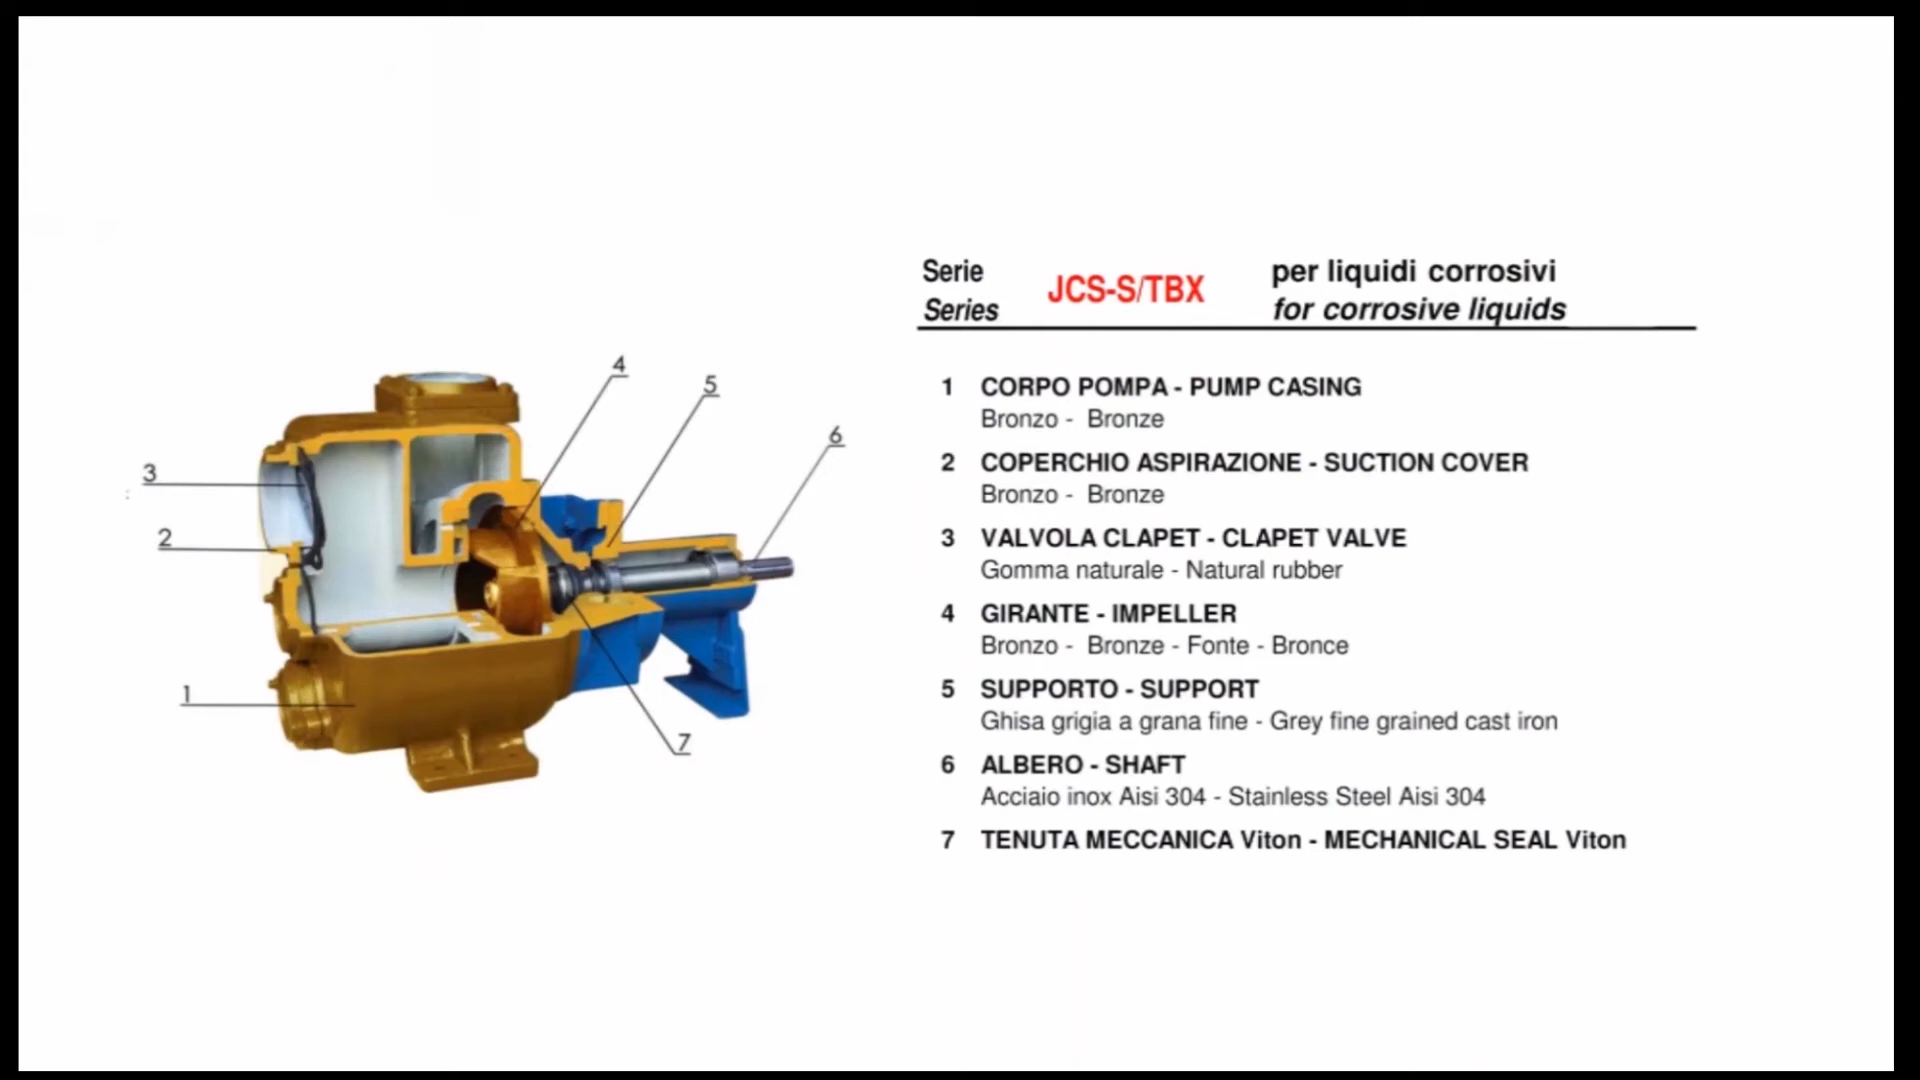 Serie
Series
JCS-S/TBX
per liquidi corrosivi
for corrosive liquids
1 CORPO POMPA - PUMP CASING
Bronzo - Bronze
2 COPERCHIO ASPIRAZIONE - SUCTION COVER
Bronzo - Bronze
3 VALVOLA CLAPET - CLAPET VALVE
Gomma naturale - Natural rubber
4 GIRANTE - IMPELLER
Bronzo - Bronze - Fonte - Bronce
5 SUPPORTO - SUPPORT
Ghisa grigia a grana fine - Grey fine grained cast iron
6 ALBERO - SHAFT
Acciaio inox Aisi 304 - Stainless Steel Aisi 304
7 TENUTA MECCANICA Viton - MECHANICAL SEAL Viton
4
5
6
3
2
1
7